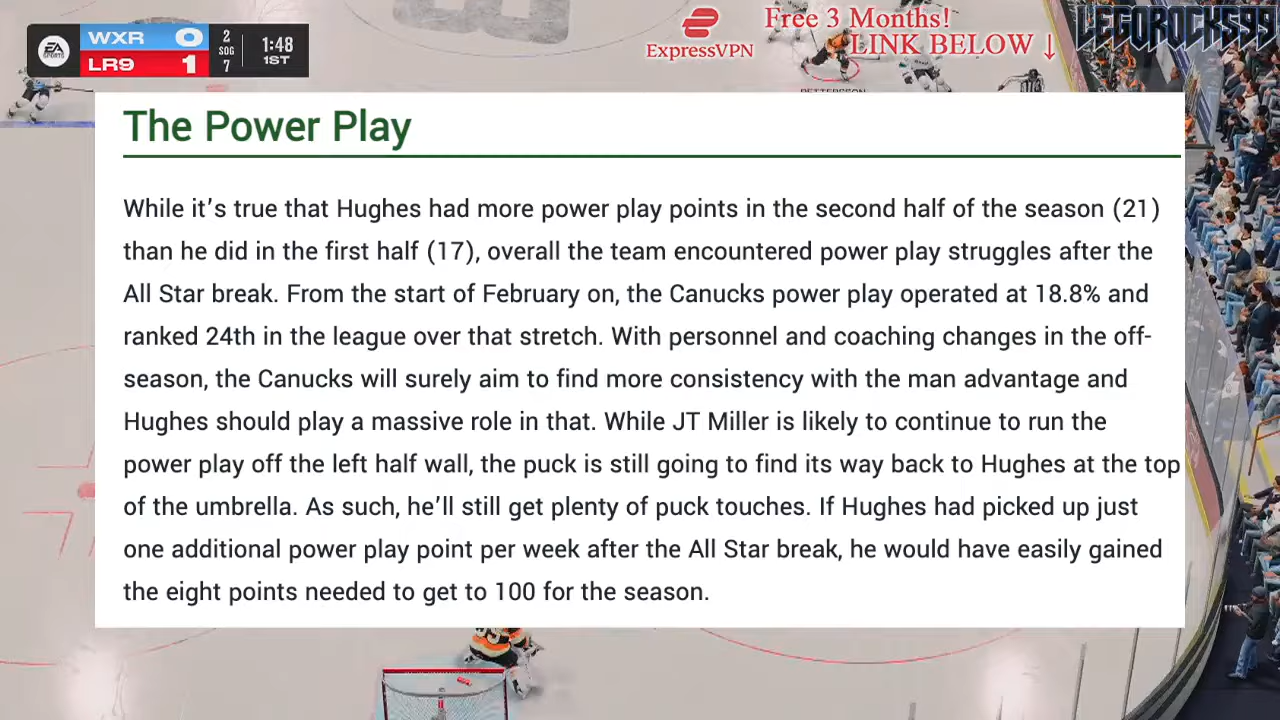 EA SPORTS
WXR 0
LR9 1
2 SOG 7
1:48
1ST
ExpressVPN
Free 3 Months!
LINK BELOW ↓
LEGOROCKS99
PETTERSSON
The Power Play
While it's true that Hughes had more power play points in the second half of the season (21)
than he did in the first half (17), overall the team encountered power play struggles after the
All Star break. From the start of February on, the Canucks power play operated at 18.8% and
ranked 24th in the league over that stretch. With personnel and coaching changes in the off-
season, the Canucks will surely aim to find more consistency with the man advantage and
Hughes should play a massive role in that. While JT Miller is likely to continue to run the
power play off the left half wall, the puck is still going to find its way back to Hughes at the top
of the umbrella. As such, he'll still get plenty of puck touches. If Hughes had picked up just
one additional power play point per week after the All Star break, he would have easily gained
the eight points needed to get to 100 for the season.